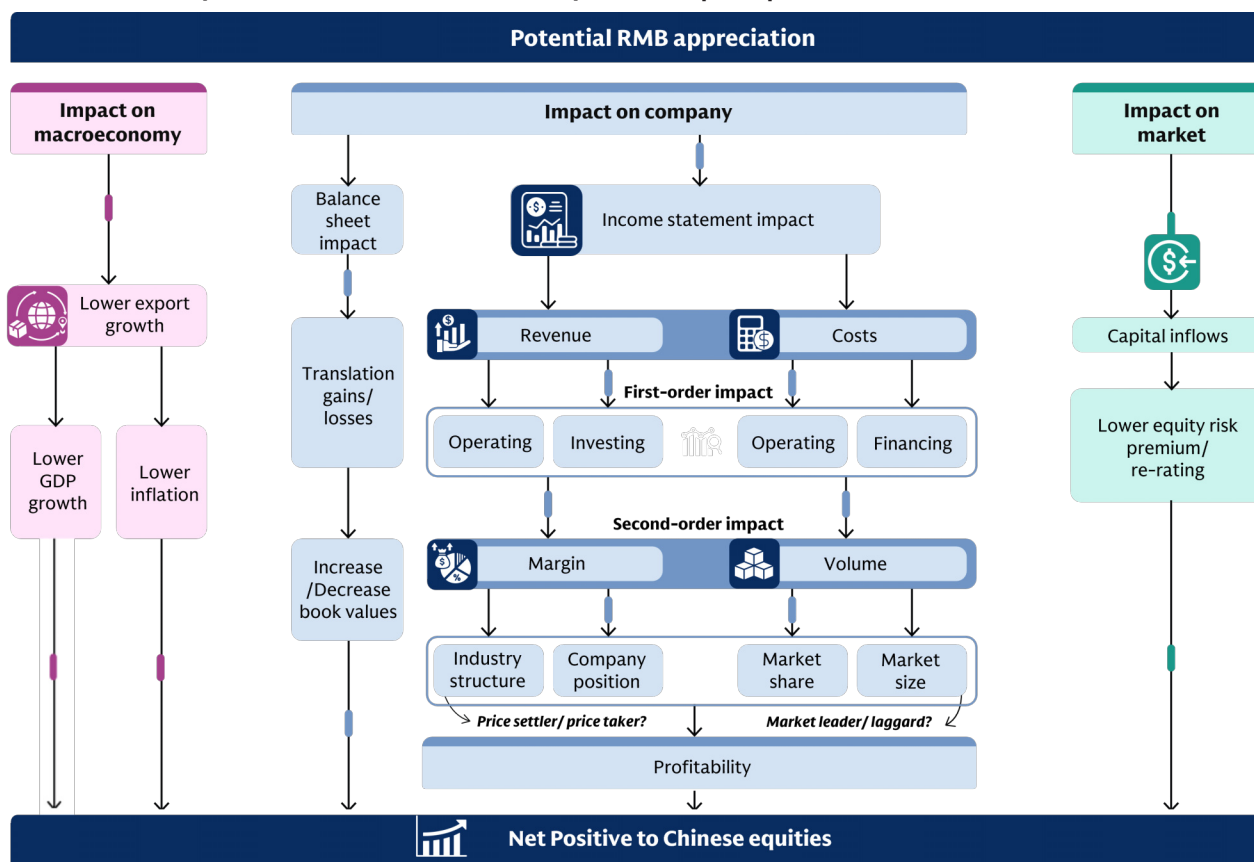 Potential RMB appreciation
Impact on
macroeconomy
Lower export
growth
Lower
GDP
growth
Lower
inflation
Impact on company
Balance
sheet
impact
Translation
gains/
losses
Increase
/Decrease
book values
Income statement impact
Revenue
Costs
First-order impact
Operating
Investing
Operating
Financing
Second-order impact
Margin
Volume
Industry
structure
Company
position
Market
share
Market
size
Price settler/ price taker?
Market leader/ laggard?
Profitability
Impact on
market
Capital inflows
Lower equity risk
premium/
re-rating
Net Positive to Chinese equities